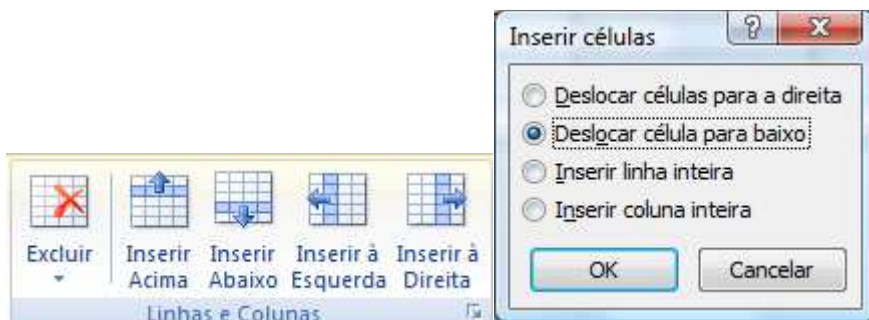 Excluir
Inserir Acima
Inserir Abaixo
Inserir à Esquerda
Inserir à Direita
Linhas e Colunas
Inserir células
Deslocar células para a direita
Deslocar célula para baixo
Inserir linha inteira
Inserir coluna inteira
OK
Cancelar